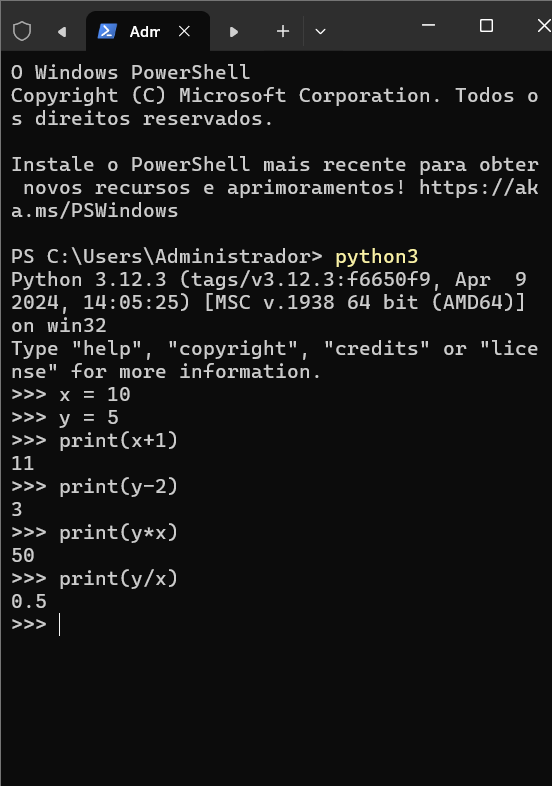 Adm
O Windows PowerShell
Copyright (C) Microsoft Corporation. Todos o
s direitos reservados.
Instale o PowerShell mais recente para obter
 novos recursos e aprimoramentos! https://ak
a.ms/PSWindows
PS C:\Users\Administrador> python3
Python 3.12.3 (tags/v3.12.3:f6650f9, Apr  9
2024, 14:05:25) [MSC v.1938 64 bit (AMD64)]
on win32
Type "help", "copyright", "credits" or "lice
nse" for more information.
>>> x = 10
>>> y = 5
>>> print(x+1)
11
>>> print(y-2)
3
>>> print(y*x)
50
>>> print(y/x)
0.5
>>>